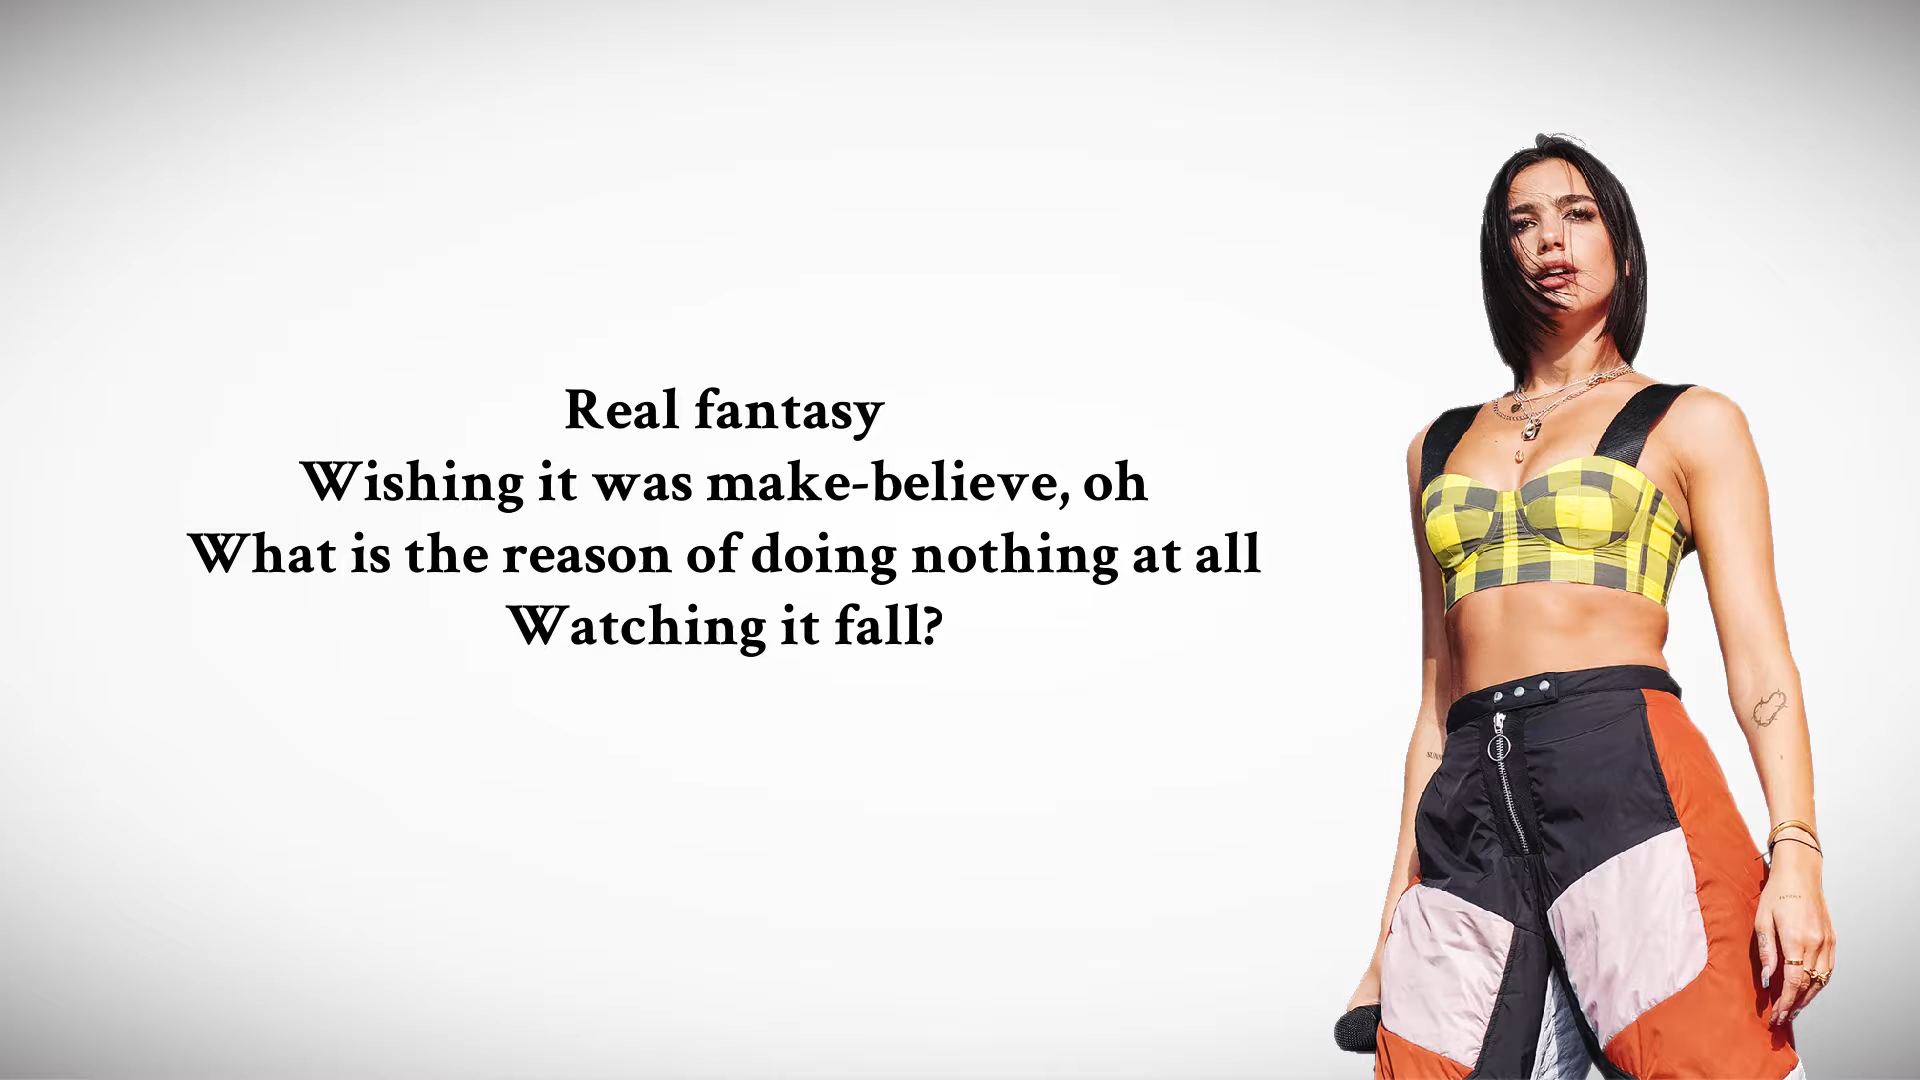 Real fantasy
Wishing it was make-believe, oh
What is the reason of doing nothing at all
Watching it fall?